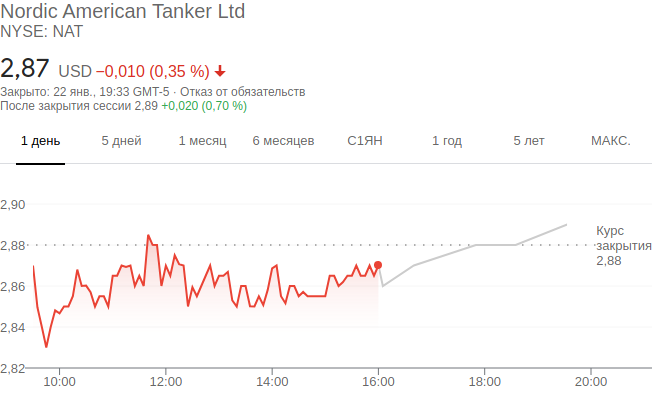 Nordic American Tanker Ltd
NYSE: NAT
2,87 USD −0,010 (0,35 %)
Закрыто: 22 янв., 19:33 GMT-5 · Отказ от обязательств
После закрытия сессии 2,89 +0,020 (0,70 %)
1 день 5 дней 1 месяц 6 месяцев С1ЯН 1 год 5 лет МАКС.
2,90
2,88
2,86
2,84
2,82
Курс
закрытия
2,88
10:00 12:00 14:00 16:00 18:00 20:00